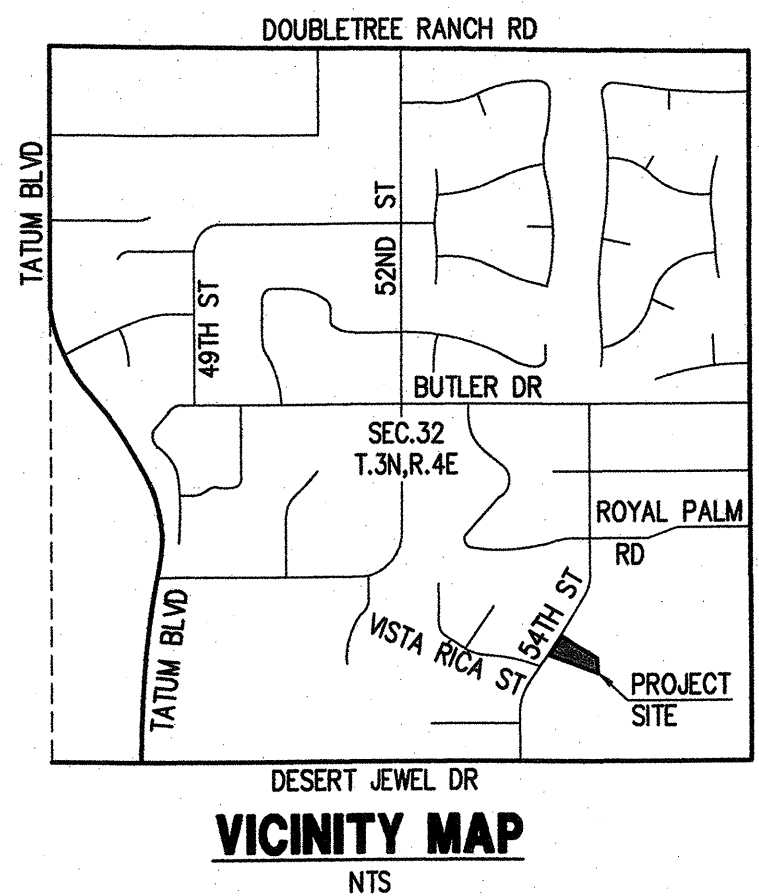 DOUBLETREE RANCH RD
TATUM BLVD
52ND ST
49TH ST
BUTLER DR
SEC.32
T.3N,R.4E
ROYAL PALM
RD
54TH ST
VISTA RICA ST
TATUM BLVD
PROJECT
SITE
DESERT JEWEL DR
VICINITY MAP
NTS